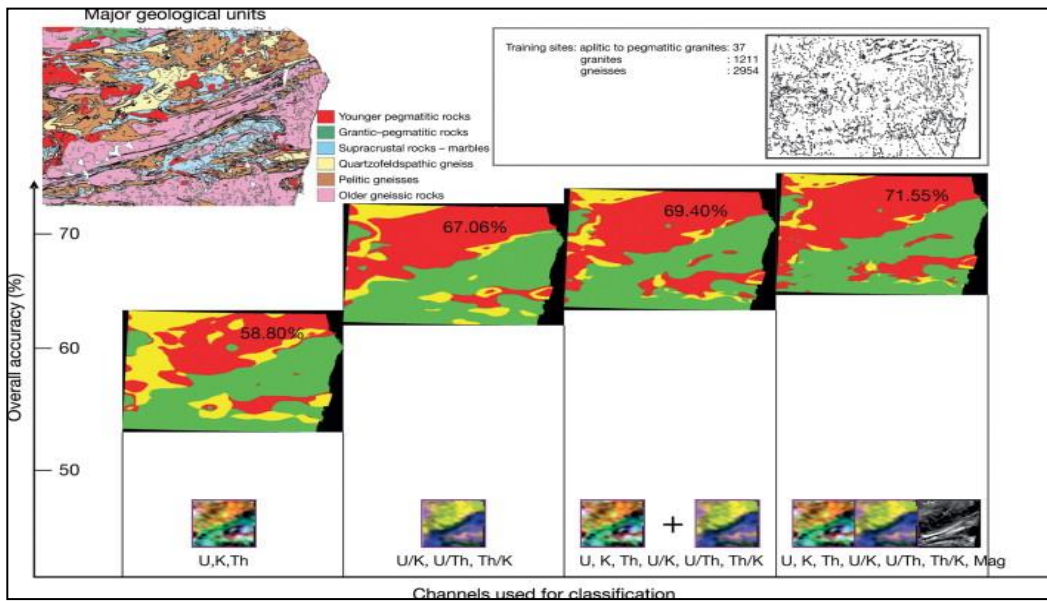 Major geological units
Younger pegmatitic rocks
Grantic–pegmatitic rocks
Supracrustal rocks – marbles
Quartzofeldspathic gneiss
Pelitic gneisses
Older gneissic rocks
Training sites: aplitic to pegmatitic granites: 37
granites : 1211
gneisses : 2954
Overall accuracy (%)
70
60
50
58.80%
67.06%
69.40%
71.55%
+
U,K,Th
U/K, U/Th, Th/K
U, K, Th, U/K, U/Th, Th/K
U, K, Th, U/K, U/Th, Th/K, Mag
Channels used for classification